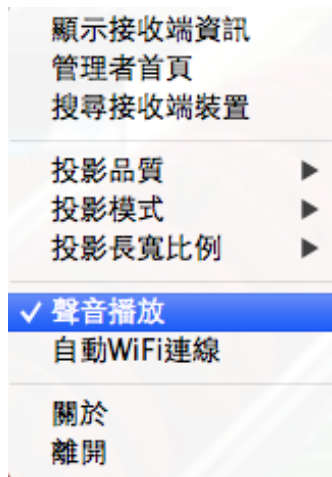 顯示接收端資訊
管理者首頁
搜尋接收端裝置
投影品質
投影模式
投影長寬比例
聲音播放
自動WiFi連線
關於
離開